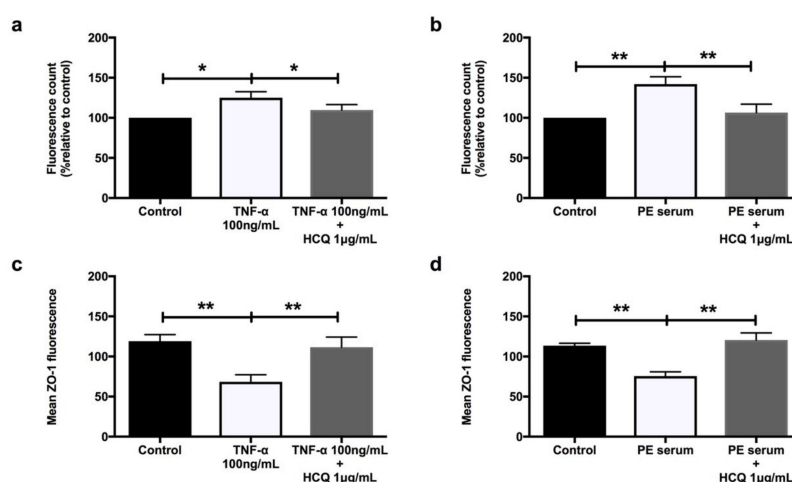 a
Fluorescence count
(%relative to control)
200
150
100
50
0
*
*
Control
TNF-α
100ng/mL
TNF-α 100ng/mL
+
HCQ 1µg/mL
b
Fluorescence count
(%relative to control)
200
150
100
50
0
**
**
Control
PE serum
PE serum
+
HCQ 1µg/mL
c
Mean ZO-1 fluorescence
200
150
100
50
0
**
**
Control
TNF-α
100ng/mL
TNF-α 100ng/mL
+
HCQ 1µg/mL
d
Mean ZO-1 fluorescence
200
150
100
50
0
**
**
Control
PE serum
PE serum
+
HCQ 1µg/mL